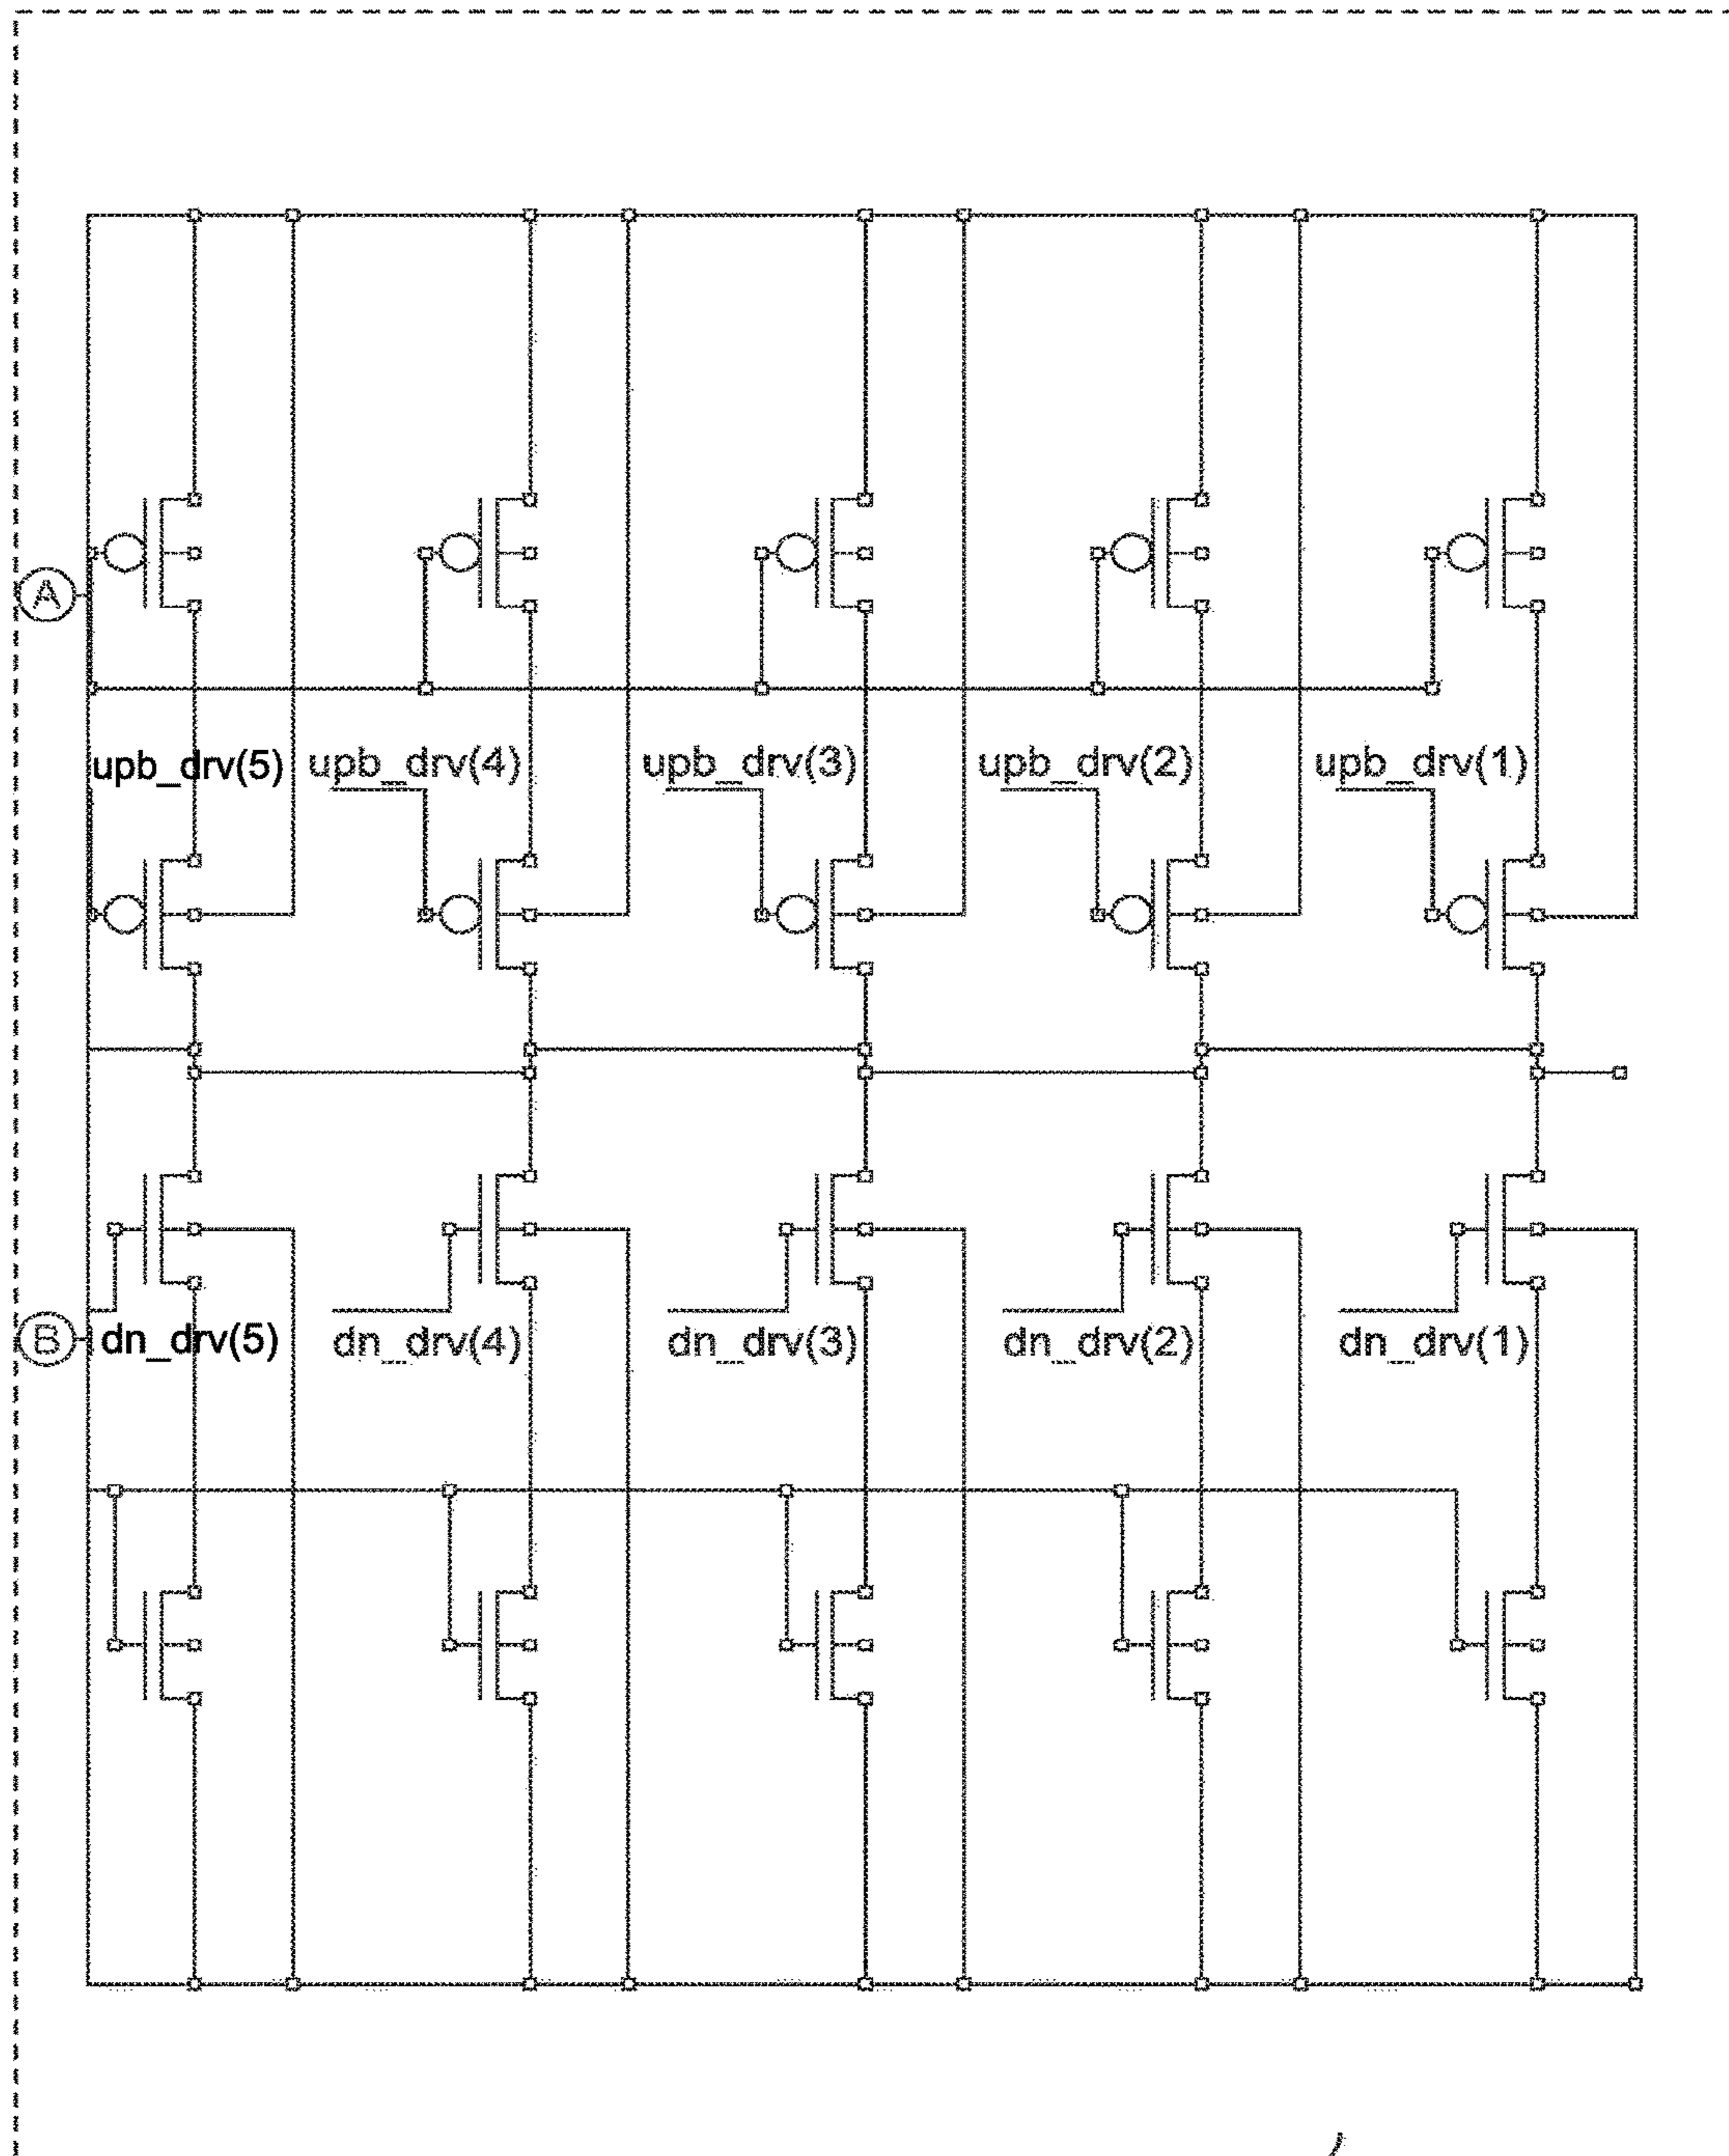 A
upb_drv(5) upb_drv(4) upb_drv(3) upb_drv(2) upb_drv(1)
B dn_drv(5) dn_drv(4) dn_drv(3) dn_drv(2) dn_drv(1)